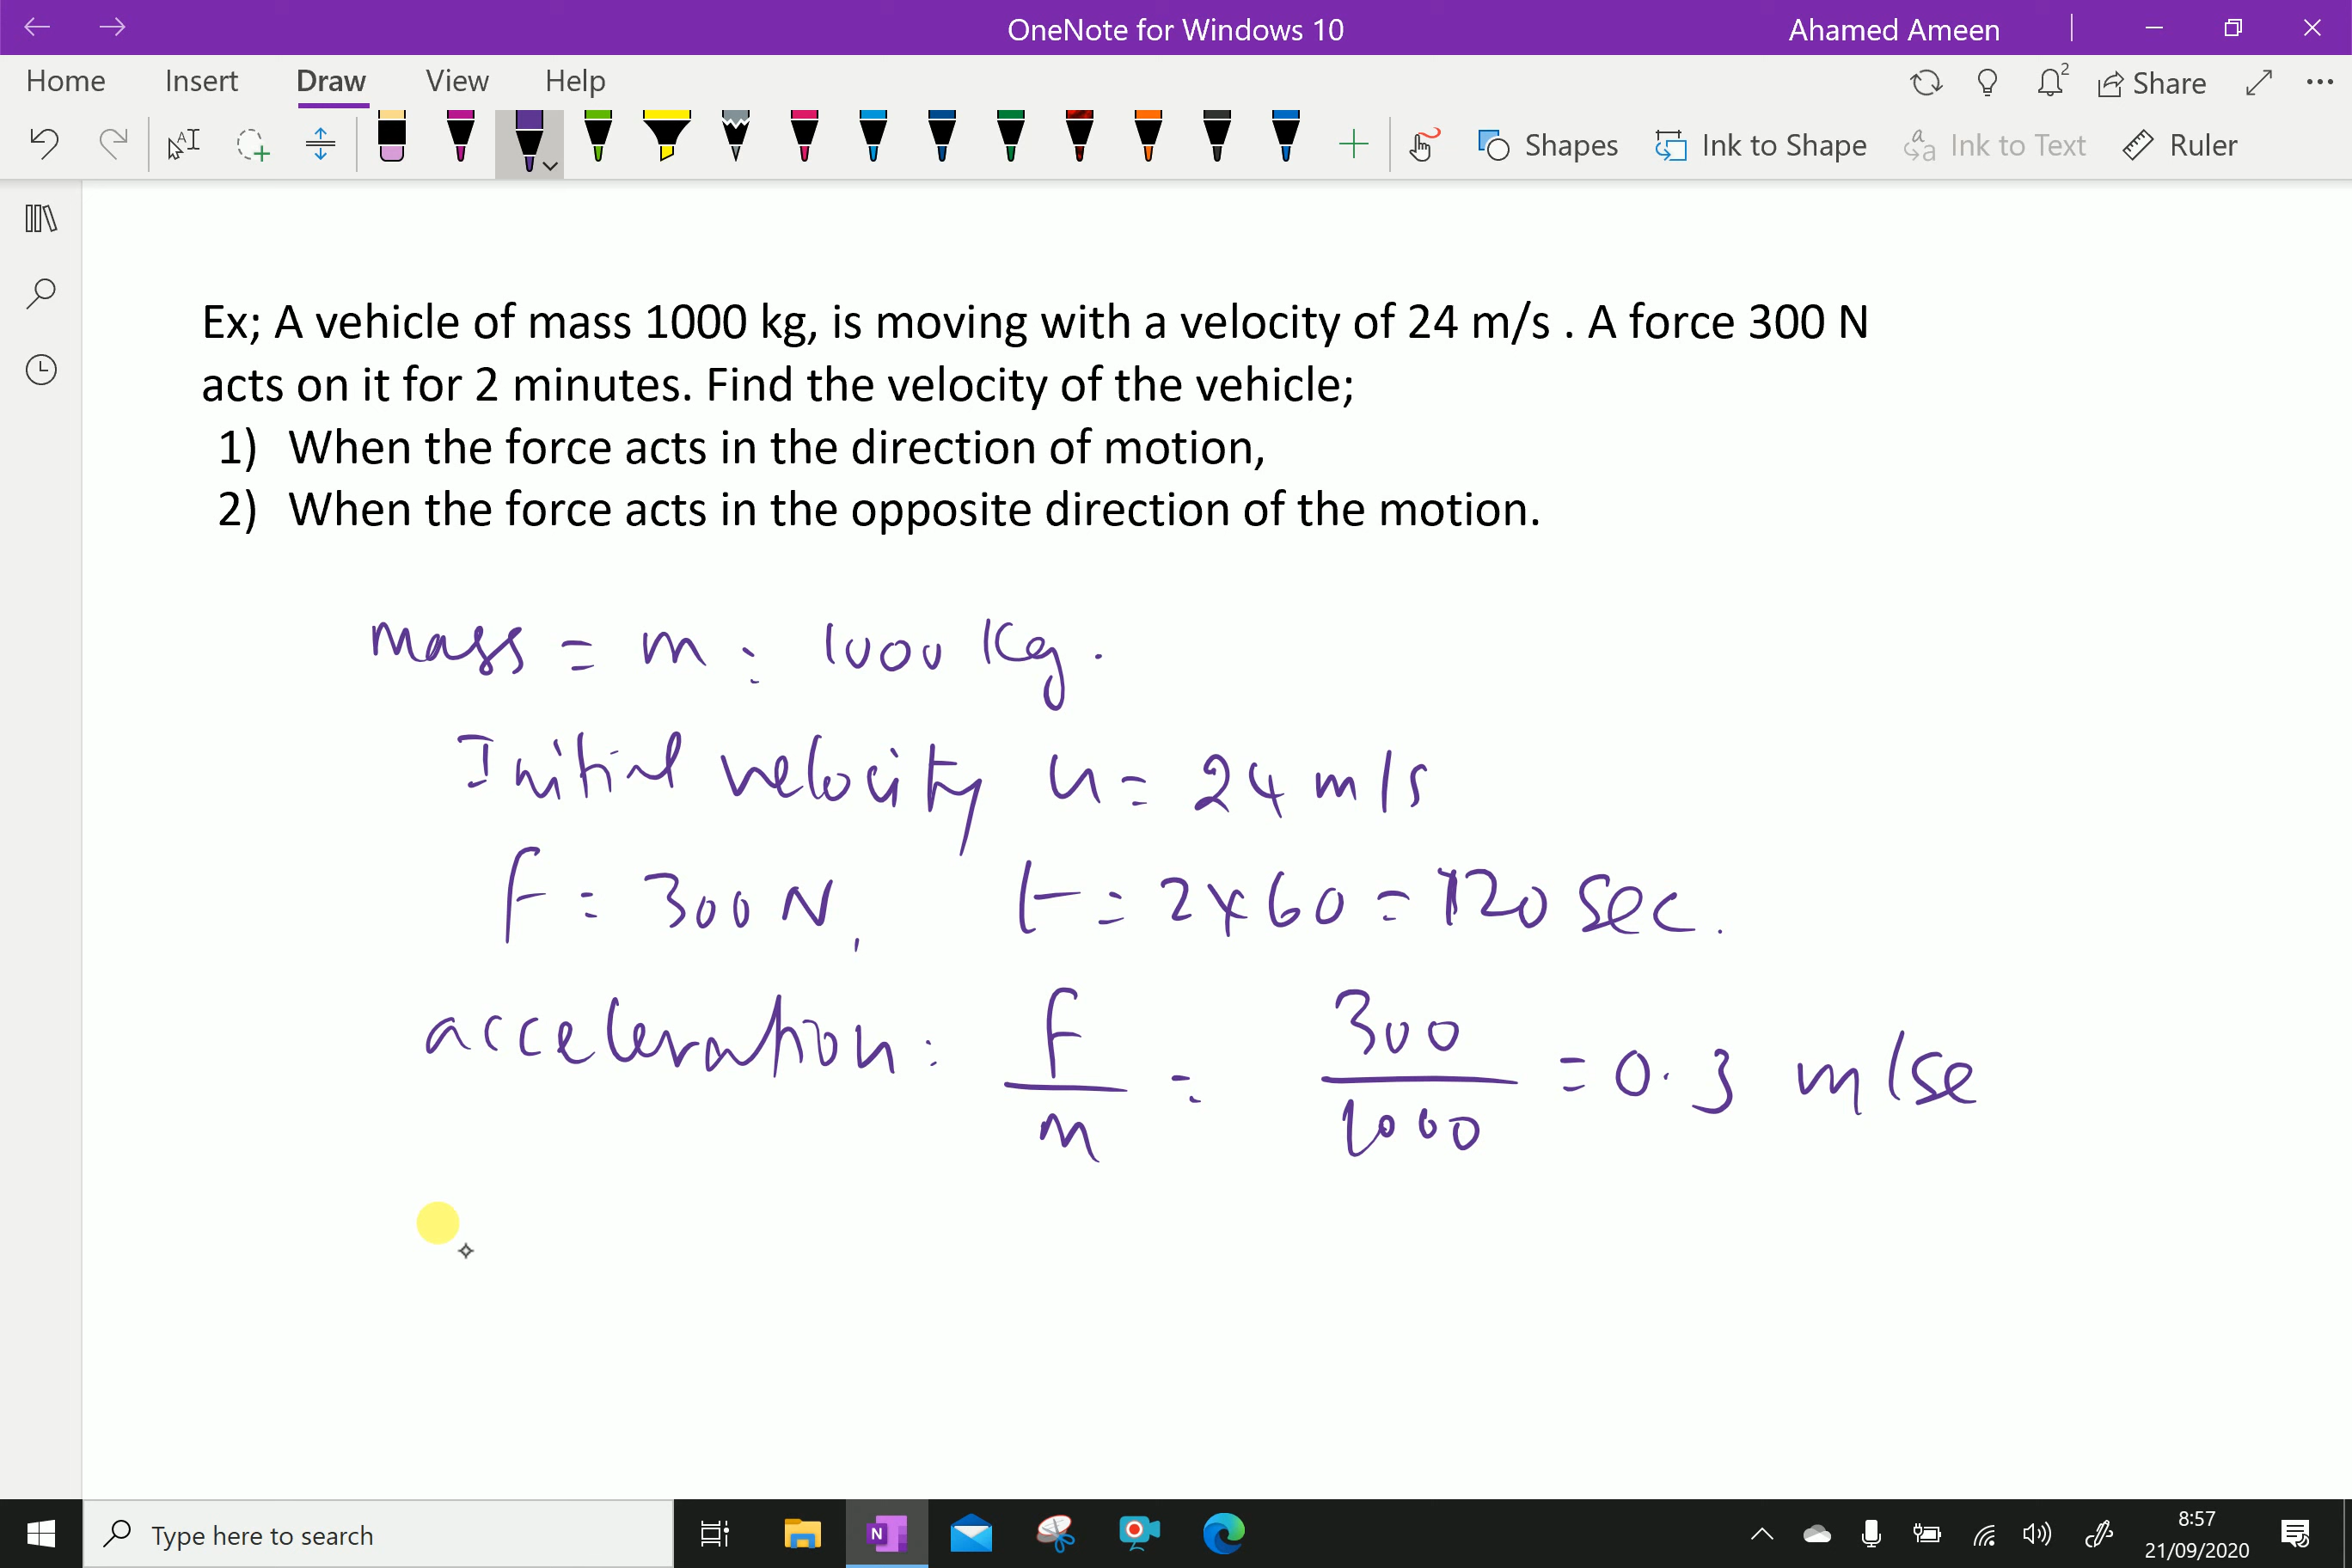 OneNote for Windows 10 Ahamed Ameen
Home Insert Draw View Help 2 Share
Shapes Ink to Shape Ink to Text Ruler
Ex; A vehicle of mass 1000 kg, is moving with a velocity of 24 m/s . A force 300 N
acts on it for 2 minutes. Find the velocity of the vehicle;
1) When the force acts in the direction of motion,
2) When the force acts in the opposite direction of the motion.
mass = m = 1000 Kg.
Initial velocity u = 24 m/s
F = 300 N, t = 2x60 = 120 sec.
acceleration = F/m = 300/1000 = 0.3 m/se
Type here to search
8:57
21/09/2020